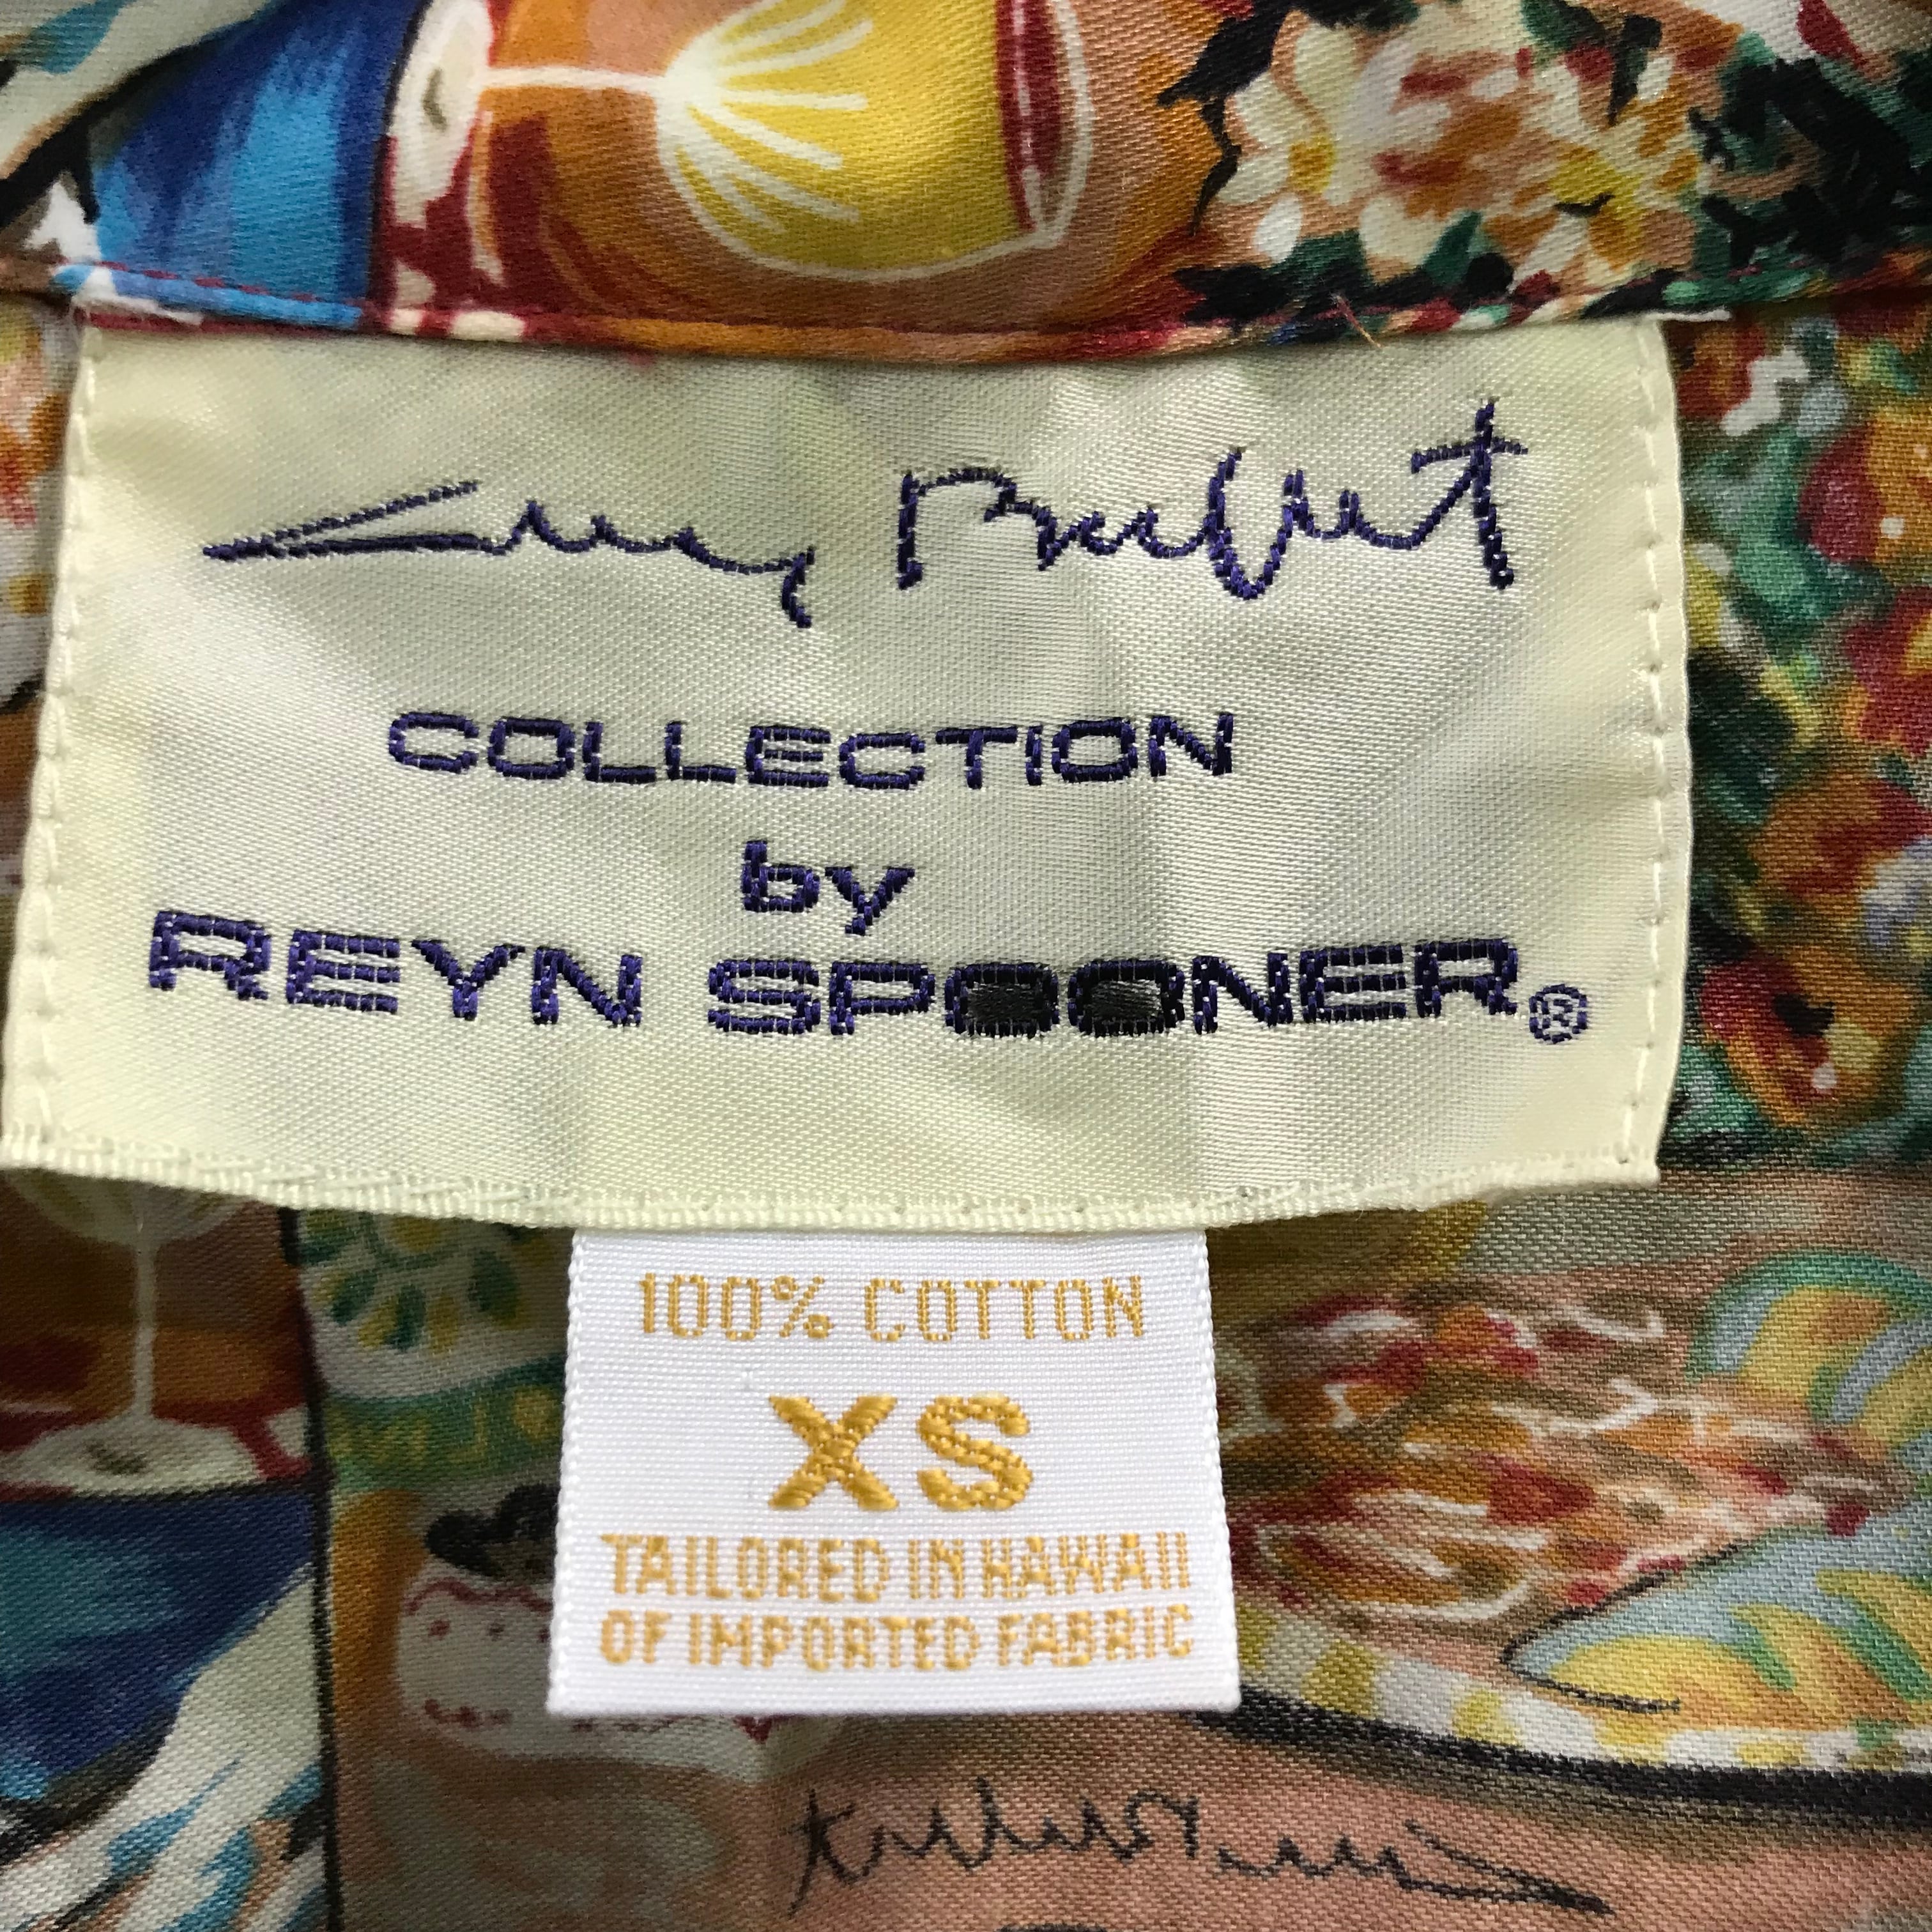 COLLECTION
by
REYN SPOONER®
100% COTTON
XS
TAILORED IN HAWAII
OF IMPORTED FABRIC